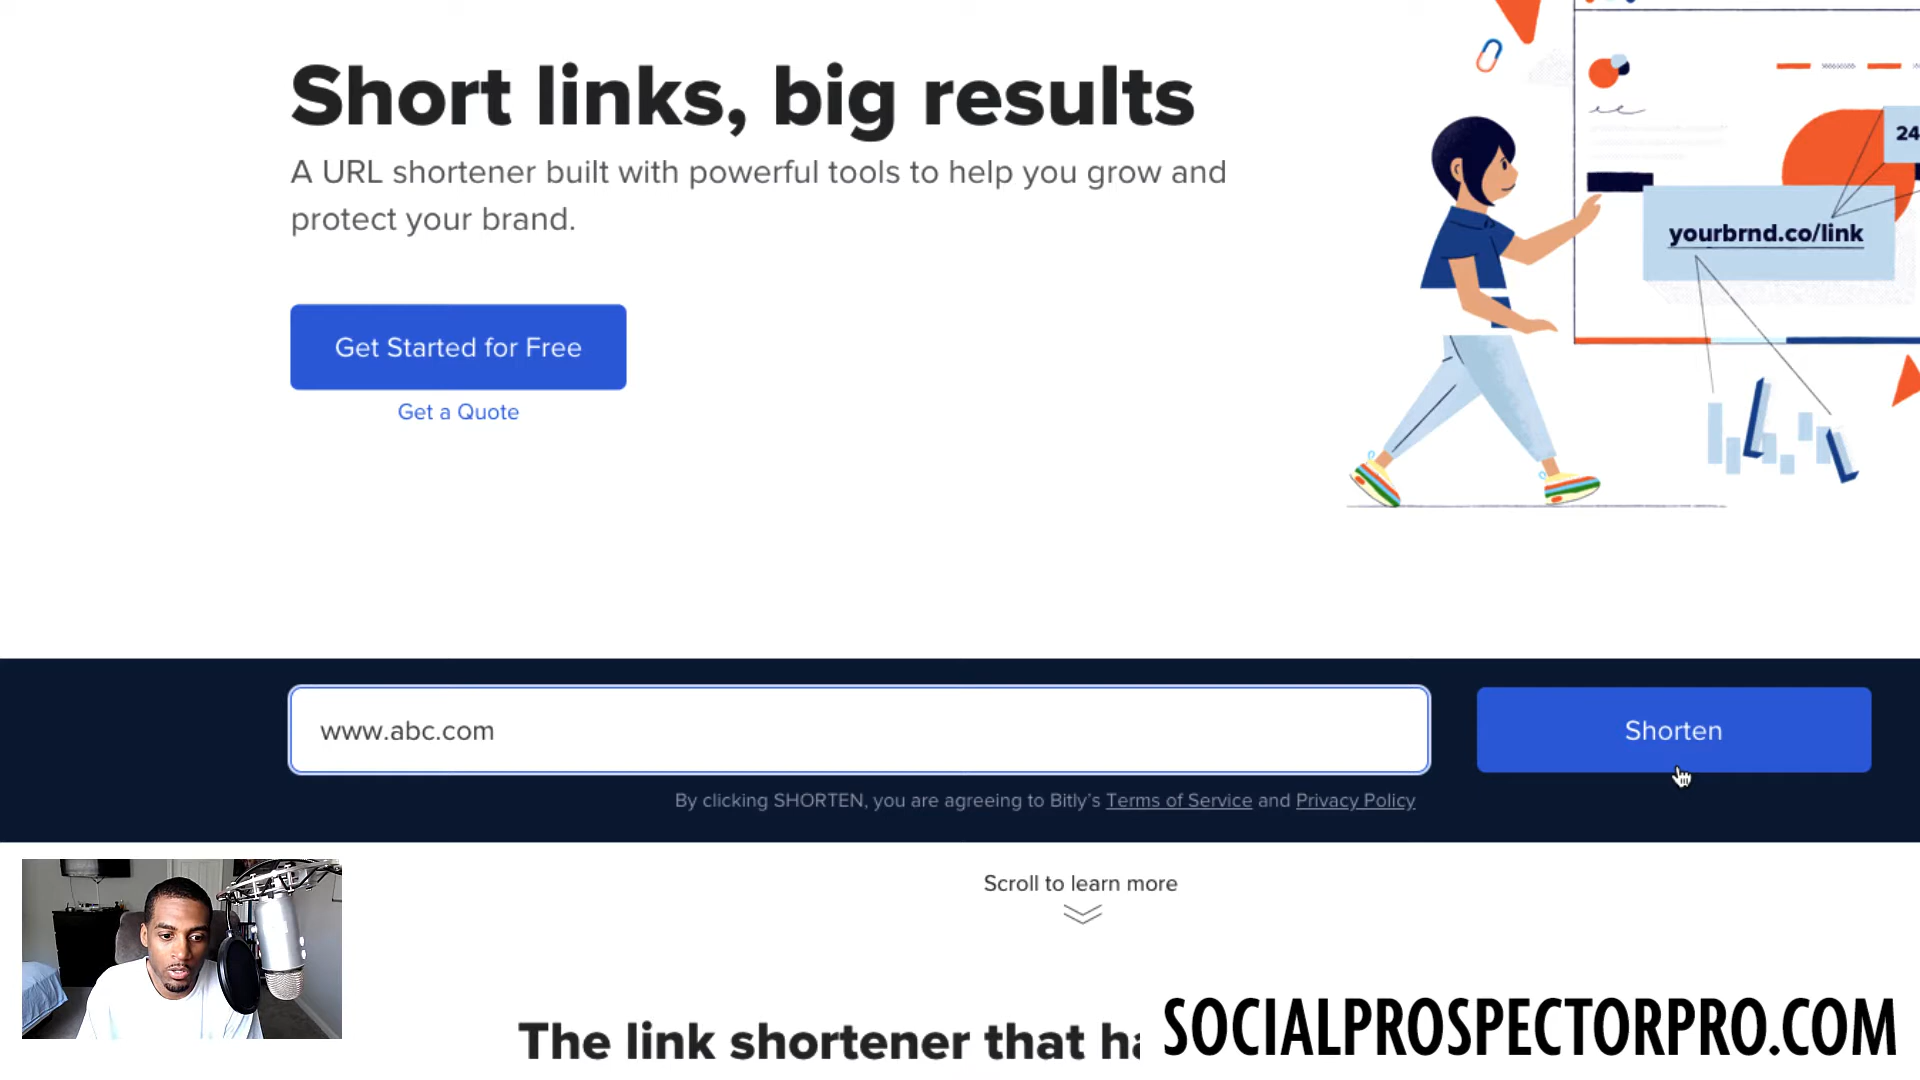 Short links, big results
A URL shortener built with powerful tools to help you grow and
protect your brand.
Get Started for Free
Get a Quote
24
yourbrnd.co/link
www.abc.com
Shorten
By clicking SHORTEN, you are agreeing to Bitly's Terms of Service and Privacy Policy
Scroll to learn more
The link shortener that ha
SOCIALPROSPECTORPRO.COM